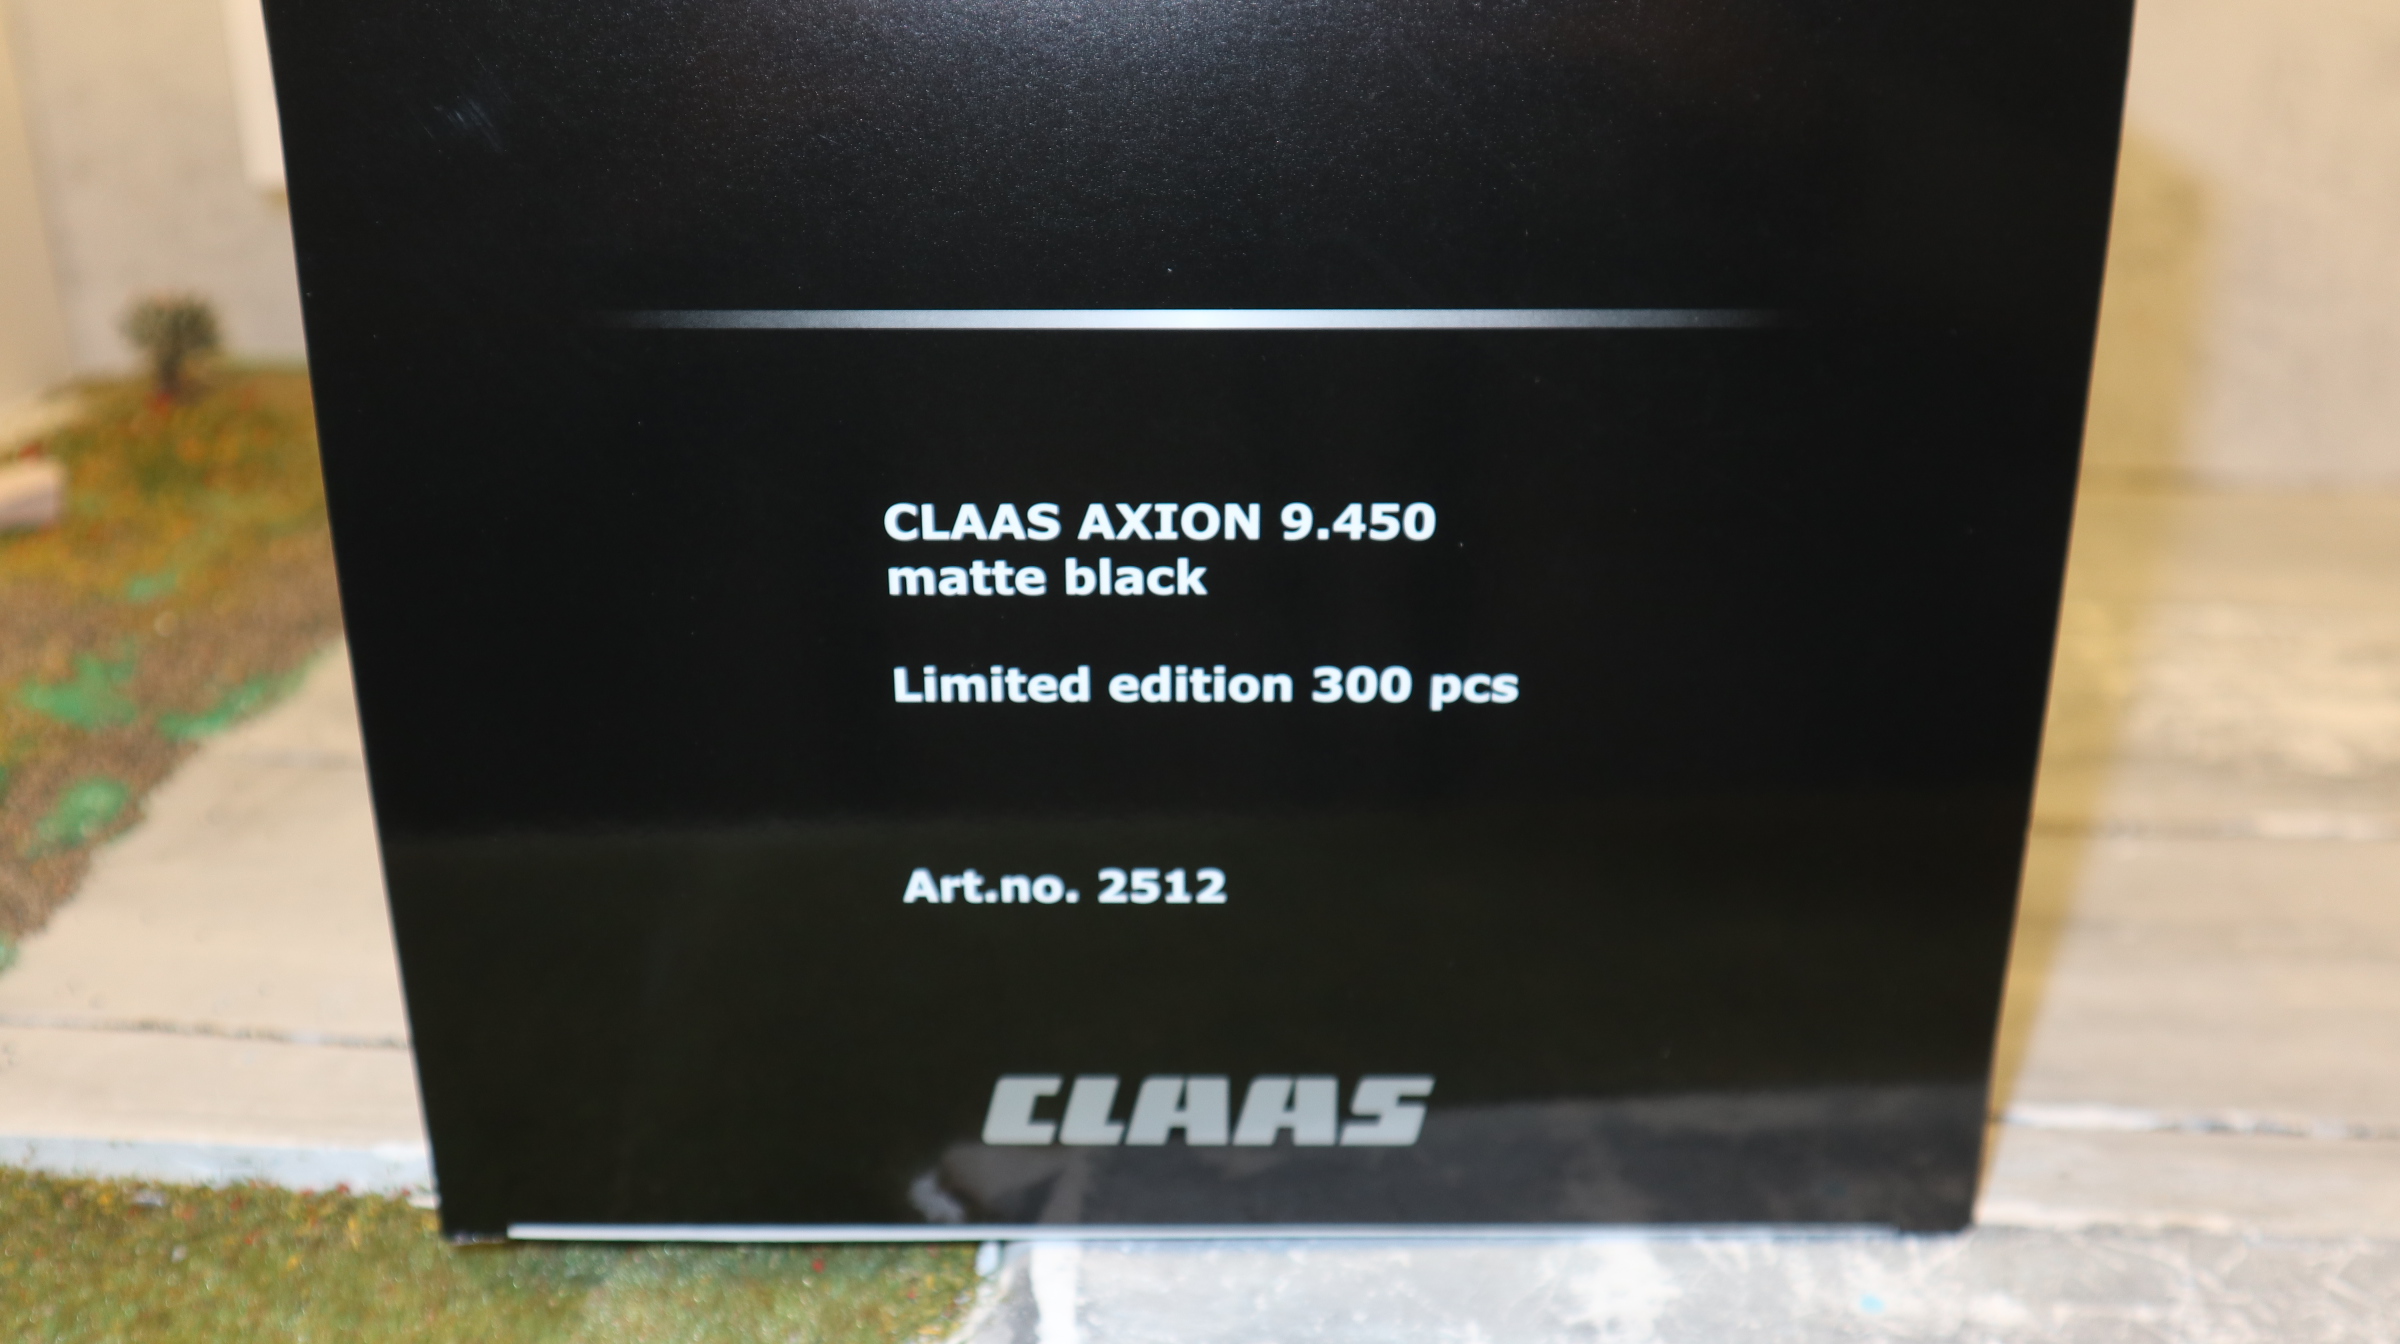 CLAAS AXION 9.450
matte black
Limited edition 300 pcs
Art.no. 2512
CLAAS